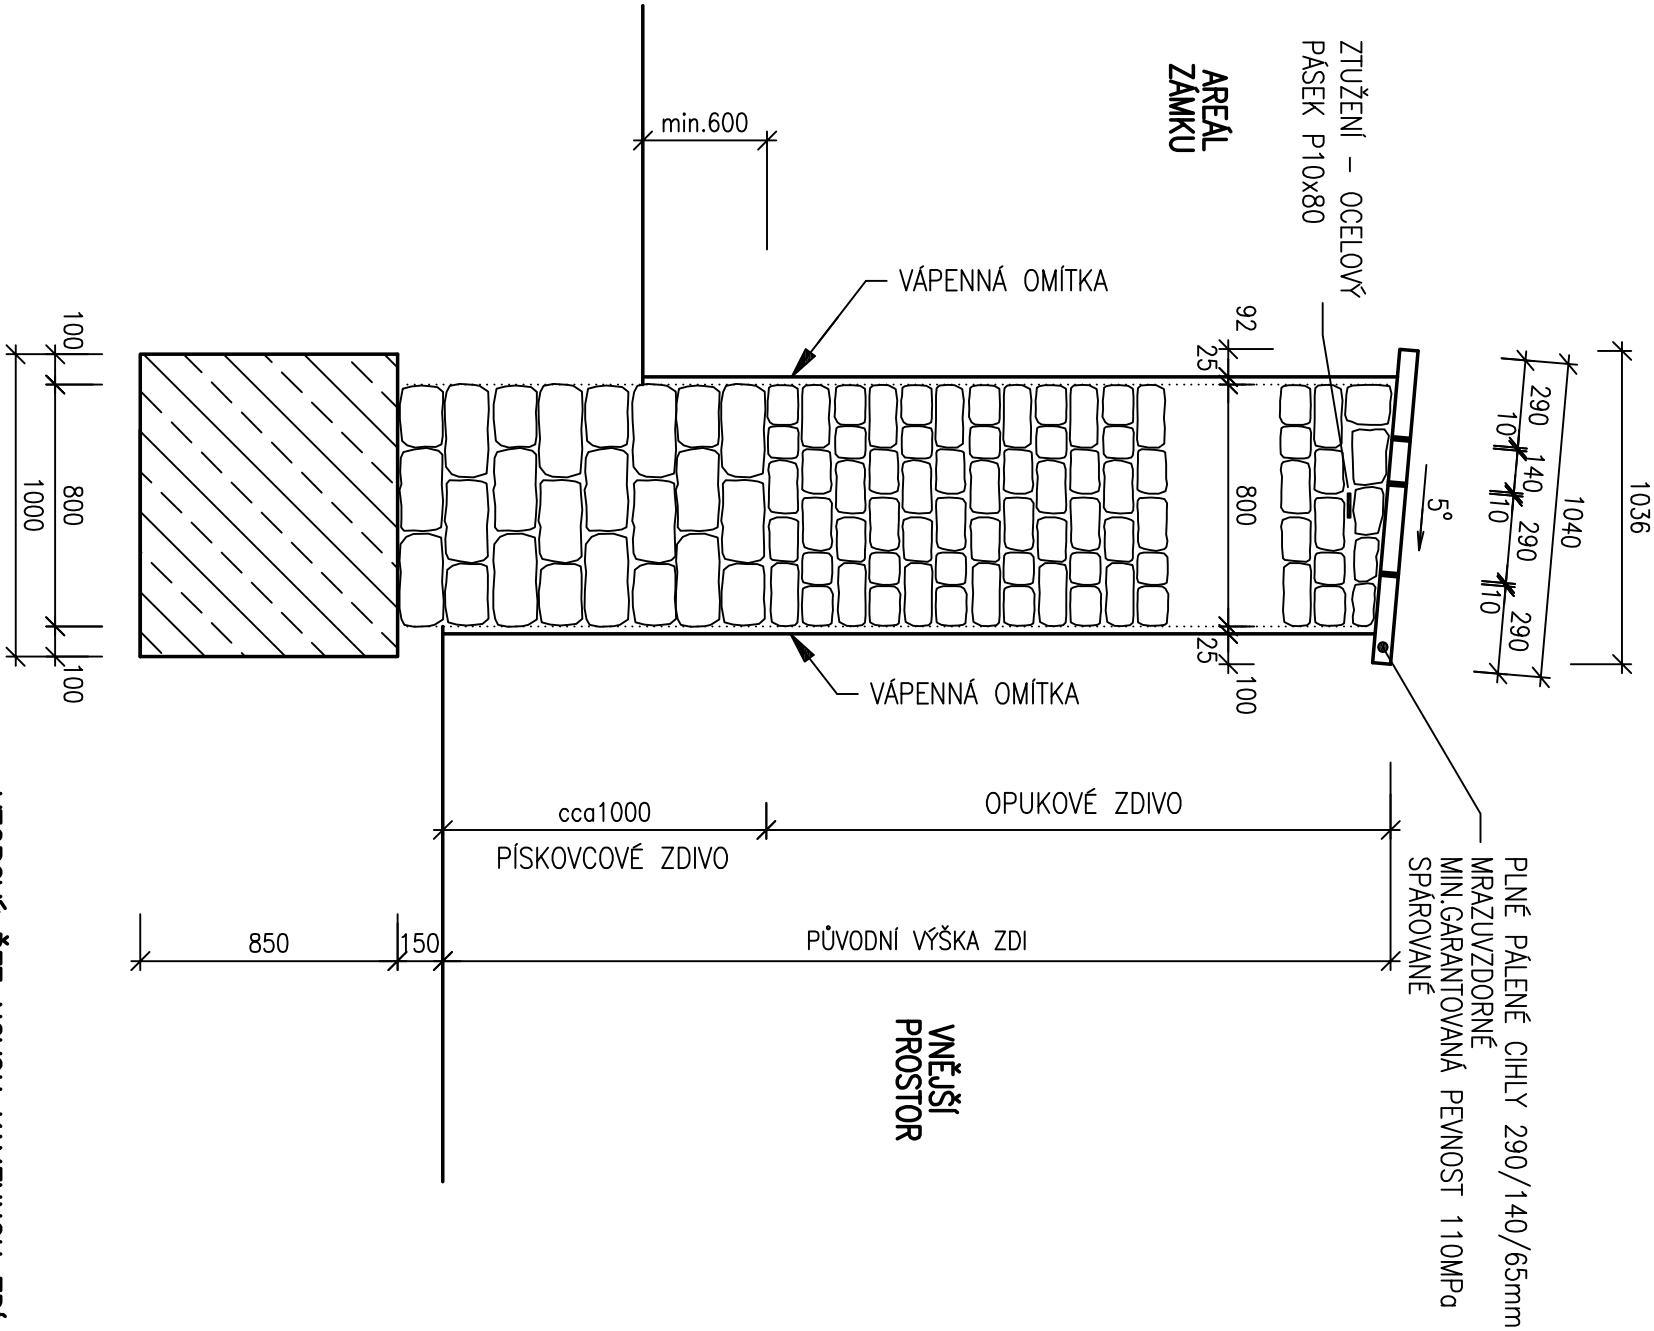 1036
1040
290
10
140
10
290
10
290
5°
ZTUŽENÍ - OCELOVÝ
PÁSEK P10x80
AREÁL
ZÁMKU
92
25
800
25
100
PLNÉ PÁLENÉ CIHLY 290/140/65mm
MRAZUVZDORNÉ
MIN.GARANTOVANÁ PEVNOST 110MPa
SPÁROVANÉ
VÁPENNÁ OMÍTKA
VÁPENNÁ OMÍTKA
min.600
OPUKOVÉ ZDIVO
cca1000
PÍSKOVCOVÉ ZDIVO
PŮVODNÍ VÝŠKA ZDI
150
850
VNĚJŠÍ
PROSTOR
100
800
100
1000